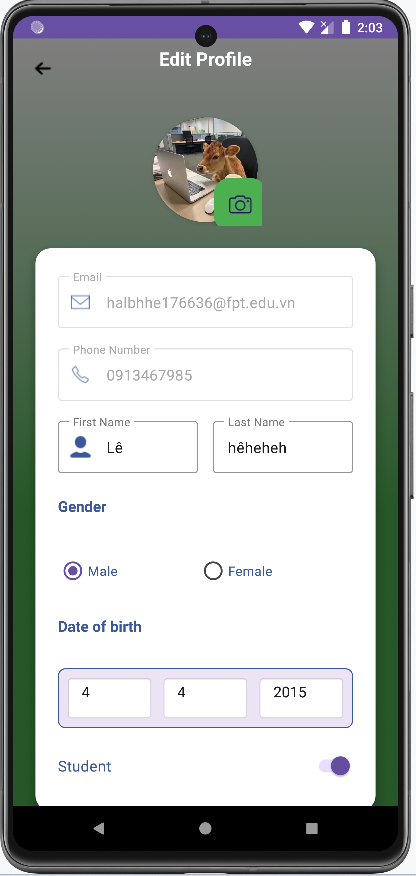 2:03
Edit Profile
Email
halbhhe176636@fpt.edu.vn
Phone Number
0913467985
First Name
Last Name
Lê
hêheheh
Gender
Male
Female
Date of birth
4
4
2015
Student